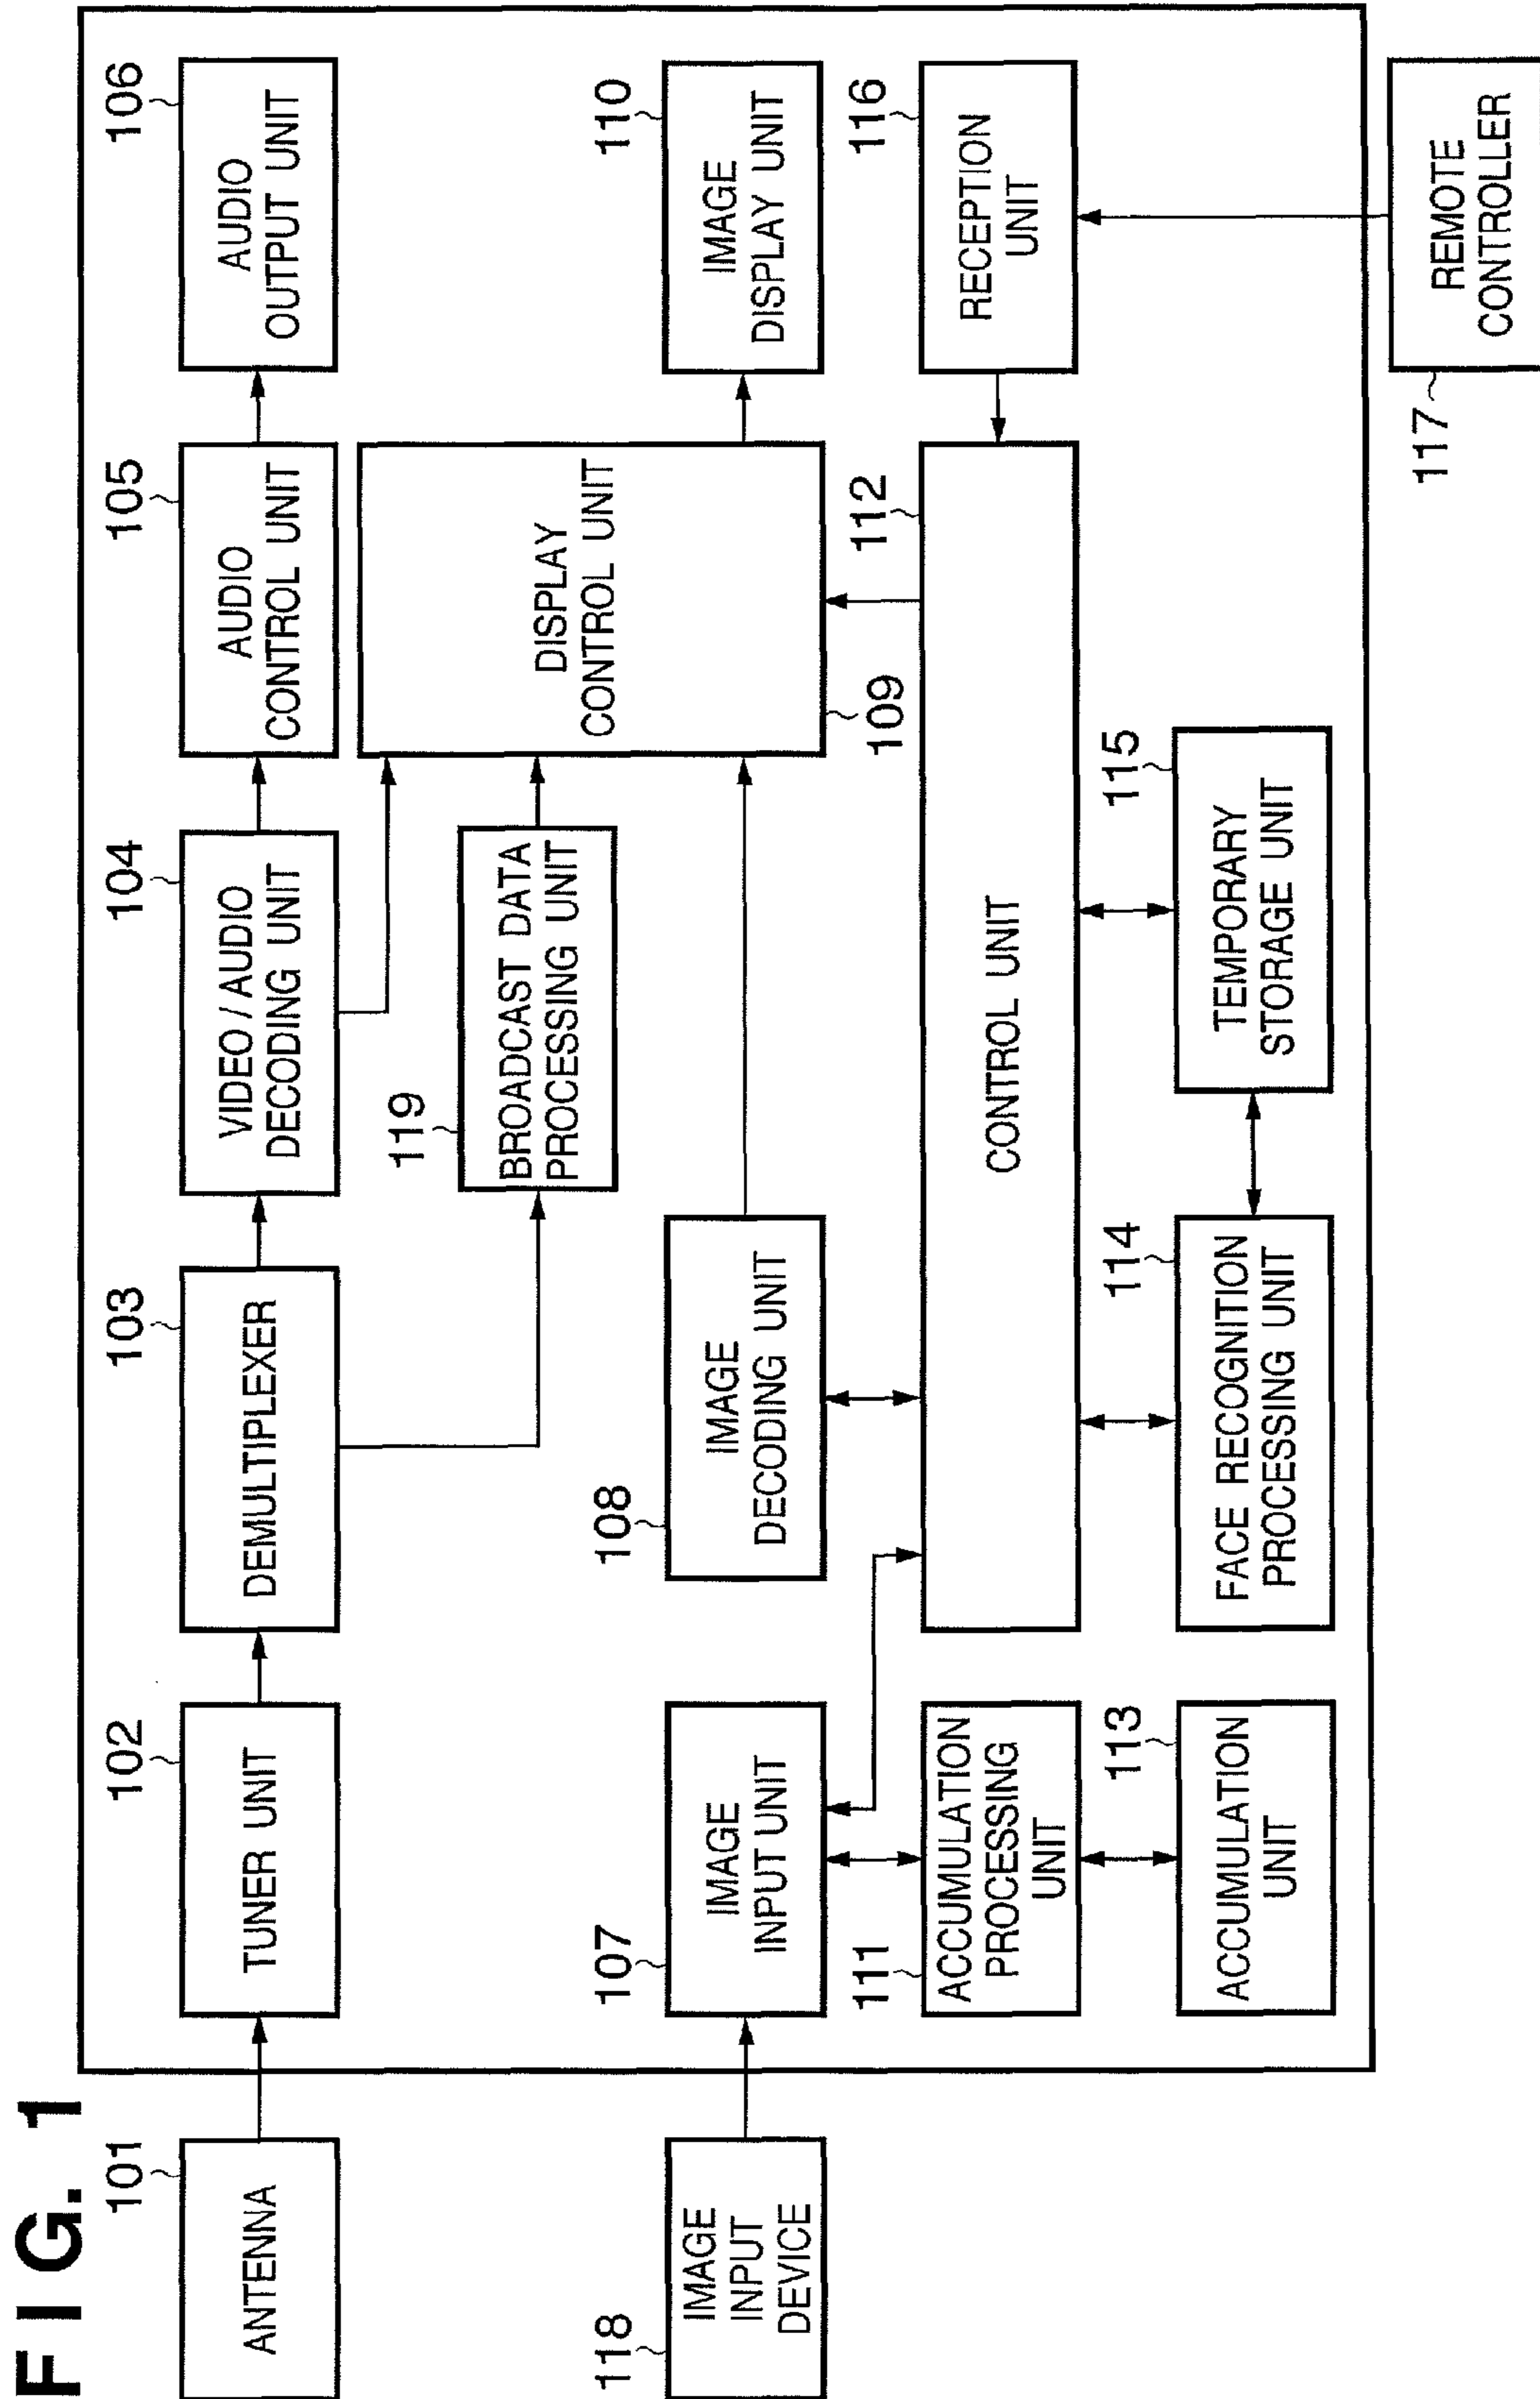 FIG. 1
101
ANTENNA
102
TUNER UNIT
103
DEMULTIPLEXER
104
VIDEO / AUDIO
DECODING UNIT
105
AUDIO
CONTROL UNIT
106
AUDIO
OUTPUT UNIT
119
BROADCAST DATA
PROCESSING UNIT
DISPLAY
CONTROL UNIT
109
118
IMAGE
INPUT
DEVICE
107
IMAGE
INPUT UNIT
108
IMAGE
DECODING UNIT
110
IMAGE
DISPLAY UNIT
111
ACCUMULATION
PROCESSING
UNIT
112
CONTROL UNIT
116
RECEPTION
UNIT
113
ACCUMULATION
UNIT
114
FACE RECOGNITION
PROCESSING UNIT
115
TEMPORARY
STORAGE UNIT
117
REMOTE
CONTROLLER